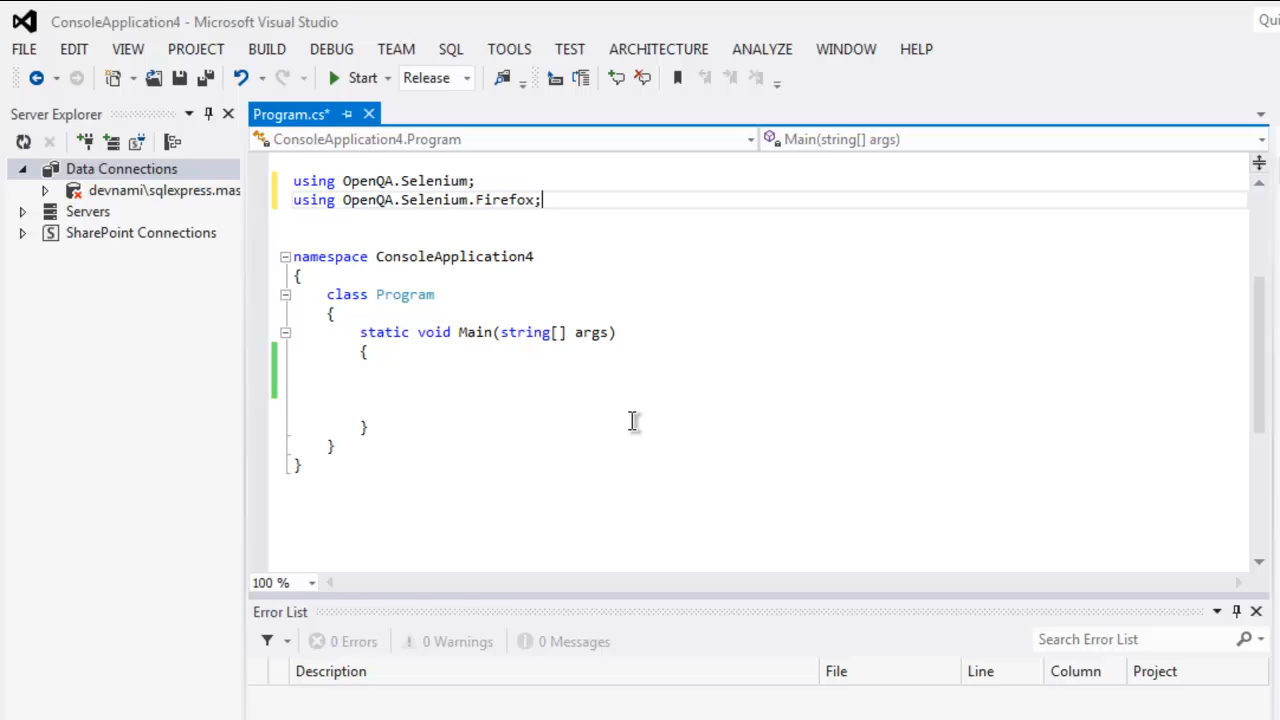 ConsoleApplication4 - Microsoft Visual Studio
Qui
FILE EDIT VIEW PROJECT BUILD DEBUG TEAM SQL TOOLS TEST ARCHITECTURE ANALYZE WINDOW HELP
Start Release
Server Explorer
Program.cs*
ConsoleApplication4.Program
Main(string[] args)
Data Connections
devnami\sqlexpress.mas
Servers
SharePoint Connections
using OpenQA.Selenium;
using OpenQA.Selenium.Firefox;
namespace ConsoleApplication4
{
class Program
{
static void Main(string[] args)
{
}
}
}
100 %
Error List
0 Errors 0 Warnings 0 Messages
Search Error List
Description File Line Column Project